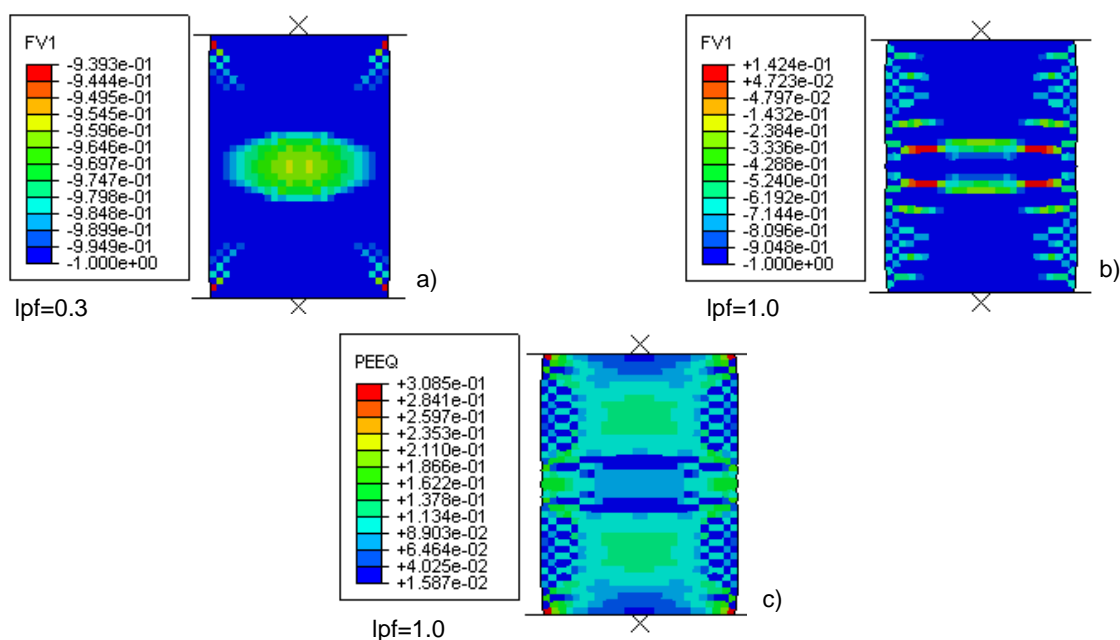 FV1
-9.393e-01
-9.444e-01
-9.495e-01
-9.545e-01
-9.596e-01
-9.646e-01
-9.697e-01
-9.747e-01
-9.798e-01
-9.848e-01
-9.899e-01
-9.949e-01
-1.000e+00
a)
lpf=0.3
FV1
+1.424e-01
+4.723e-02
-4.797e-02
-1.432e-01
-2.384e-01
-3.336e-01
-4.288e-01
-5.240e-01
-6.192e-01
-7.144e-01
-8.096e-01
-9.048e-01
-1.000e+00
b)
lpf=1.0
PEEQ
+3.085e-01
+2.841e-01
+2.597e-01
+2.353e-01
+2.110e-01
+1.866e-01
+1.622e-01
+1.378e-01
+1.134e-01
+8.903e-02
+6.464e-02
+4.025e-02
+1.587e-02
c)
lpf=1.0